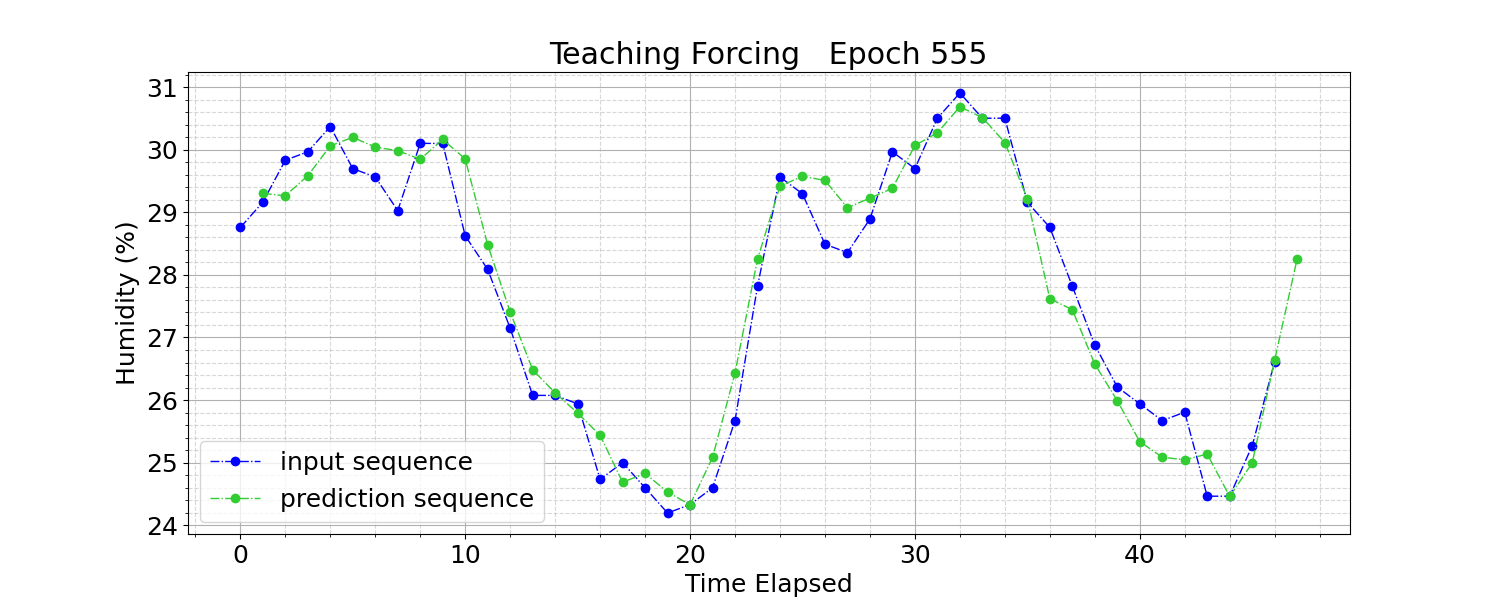 Teaching Forcing   Epoch 555
Humidity (%)
31
30
29
28
27
26
25
24
input sequence
prediction sequence
0 10 20 30 40
Time Elapsed